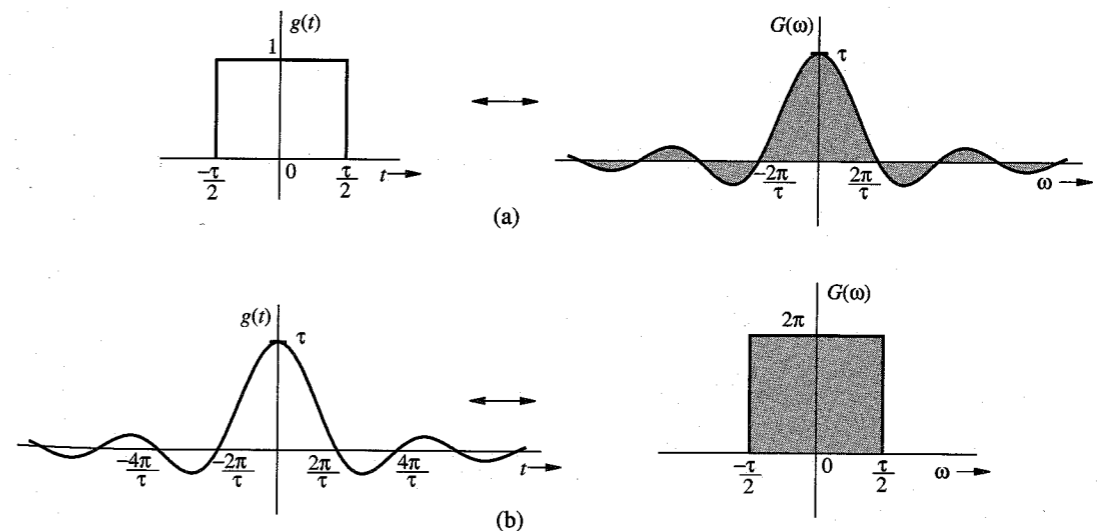 g(t)
G(ω)
1
τ
-τ/2
0
τ/2
t
-2π/τ
2π/τ
ω
(a)
g(t)
G(ω)
τ
2π
-4π/τ
-2π/τ
2π/τ
4π/τ
t
-τ/2
0
τ/2
ω
(b)